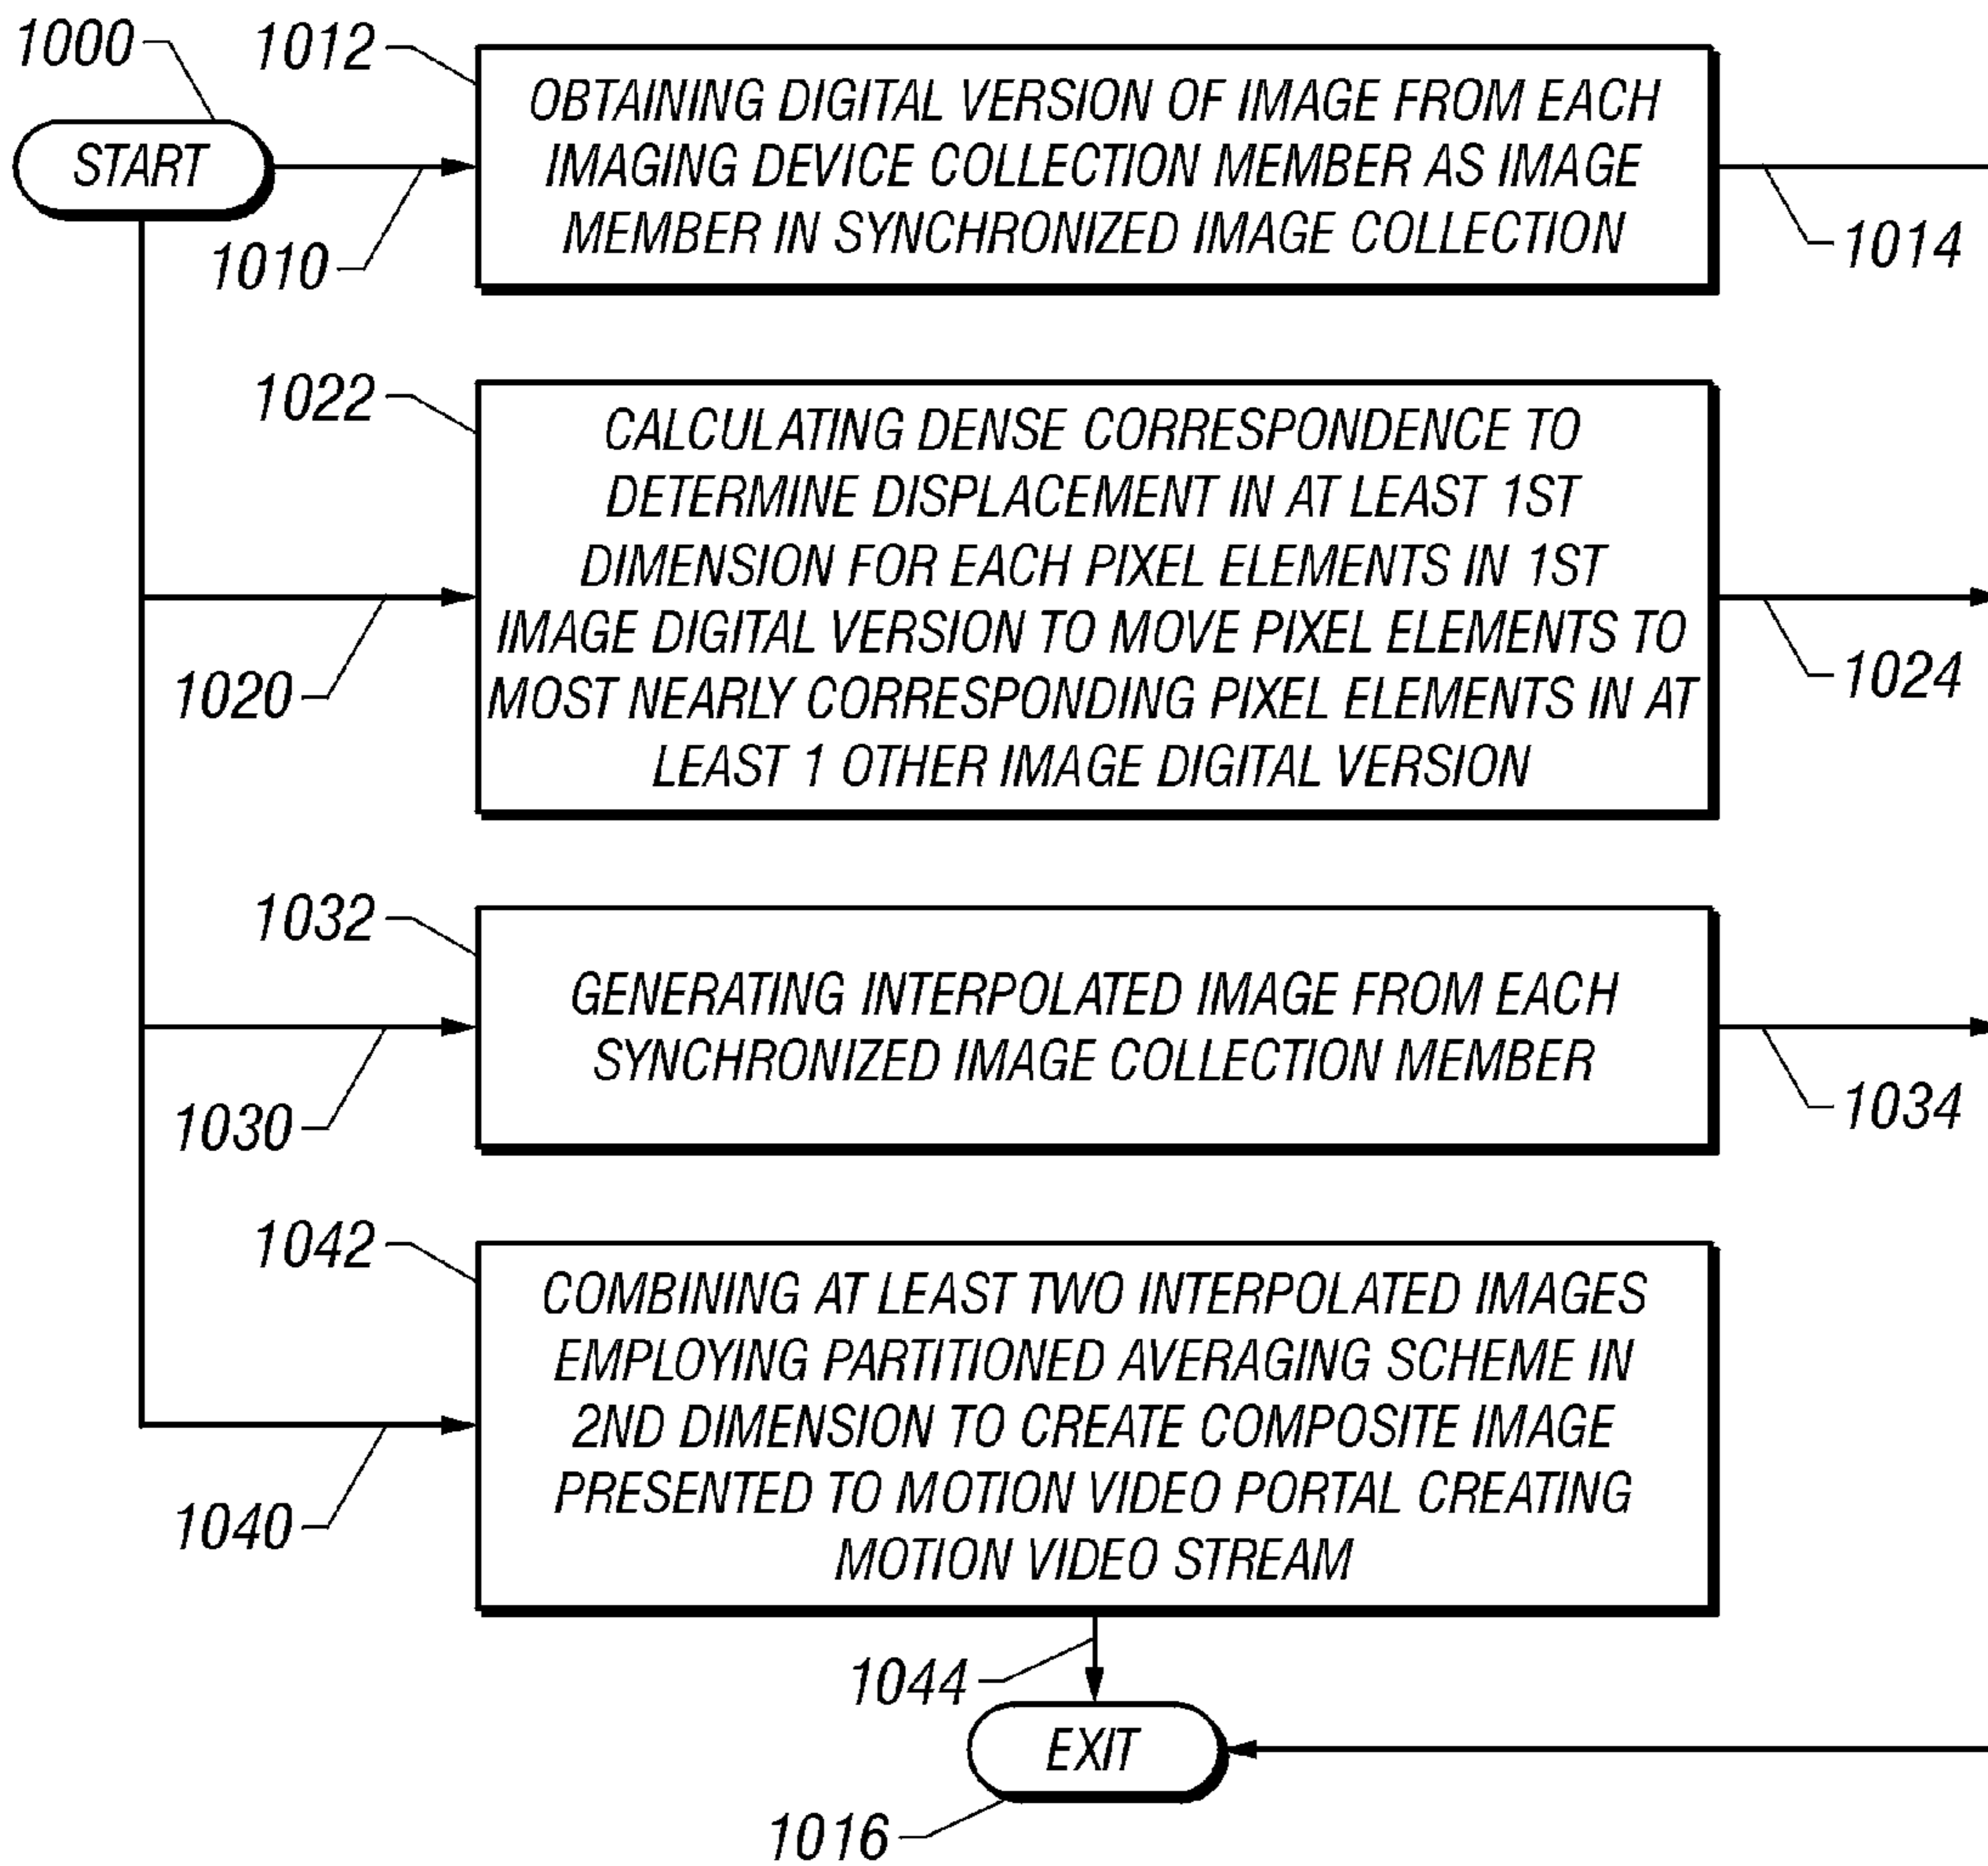 1000
1012
START
OBTAINING DIGITAL VERSION OF IMAGE FROM EACH
IMAGING DEVICE COLLECTION MEMBER AS IMAGE
MEMBER IN SYNCHRONIZED IMAGE COLLECTION
1010
1014
1022
CALCULATING DENSE CORRESPONDENCE TO
DETERMINE DISPLACEMENT IN AT LEAST 1ST
DIMENSION FOR EACH PIXEL ELEMENTS IN 1ST
IMAGE DIGITAL VERSION TO MOVE PIXEL ELEMENTS TO
MOST NEARLY CORRESPONDING PIXEL ELEMENTS IN AT
LEAST 1 OTHER IMAGE DIGITAL VERSION
1020
1024
1032
GENERATING INTERPOLATED IMAGE FROM EACH
SYNCHRONIZED IMAGE COLLECTION MEMBER
1030
1034
1042
COMBINING AT LEAST TWO INTERPOLATED IMAGES
EMPLOYING PARTITIONED AVERAGING SCHEME IN
2ND DIMENSION TO CREATE COMPOSITE IMAGE
PRESENTED TO MOTION VIDEO PORTAL CREATING
MOTION VIDEO STREAM
1040
1044
EXIT
1016